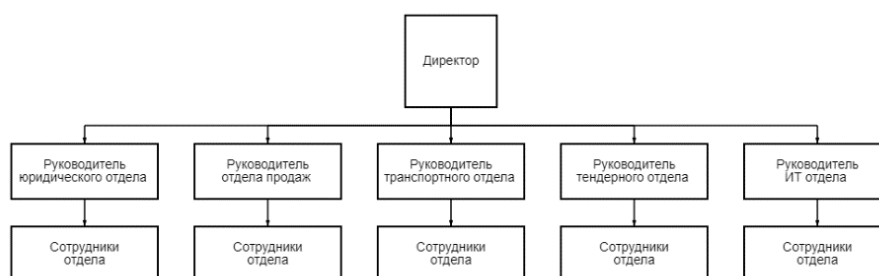 Директор
Руководитель
юридического отдела
Руководитель
отдела продаж
Руководитель
транспортного отдела
Руководитель
тендерного отдела
Руководитель
ИТ отдела
Сотрудники
отдела
Сотрудники
отдела
Сотрудники
отдела
Сотрудники
отдела
Сотрудники
отдела